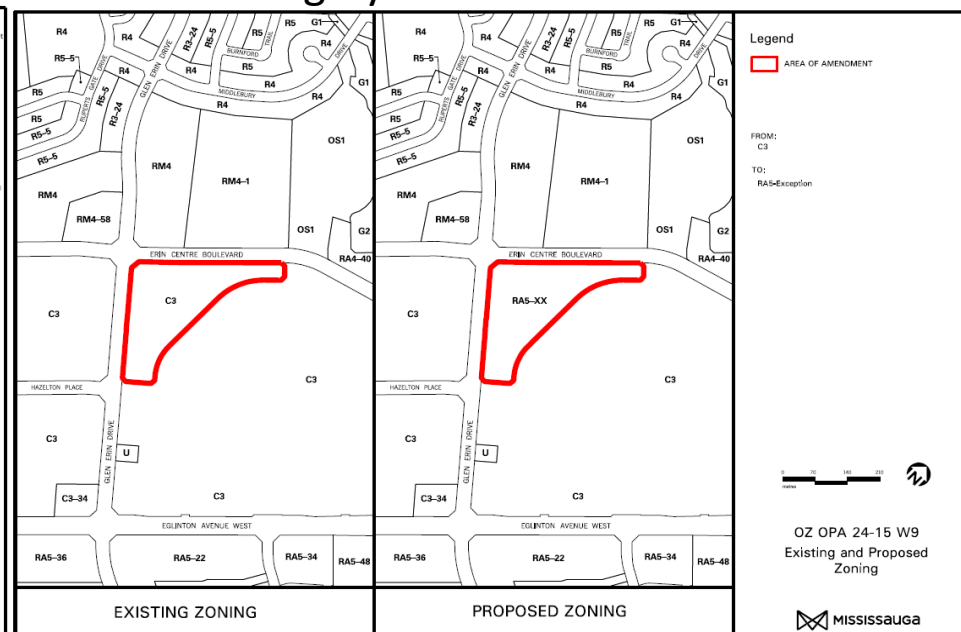 R4
R4
R5-5
R4
R5
R5-5
R5-5
R5-5
R3-24
RUPERTS GATE DRIVE
GLEN ERIN DRIVE
R3-24
R5-5
R5
BURNFORD TRAIL
G1
R4
DRIVE
R5
R4
MIDDLEBURY
R4
R4
G1
OS1
RM4
RM4-1
RM4
RM4-58
OS1
G2
ERIN CENTRE BOULEVARD
RA4-40
C3
C3
C3
HAZELTON PLACE
C3
GLEN ERIN DRIVE
U
C3-34
C3
EGLINTON AVENUE WEST
RA5-36
RA5-22
RA5-34
RA5-48
EXISTING ZONING
R4
R4
R5-5
R4
R5
R5-5
R5-5
R5-5
R3-24
RUPERTS GATE DRIVE
GLEN ERIN DRIVE
R3-24
R5-5
R5
BURNFORD TRAIL
G1
R4
DRIVE
R5
R4
MIDDLEBURY
R4
R4
G1
OS1
RM4
RM4-1
RM4
RM4-58
OS1
G2
ERIN CENTRE BOULEVARD
RA4-40
C3
RA5-XX
C3
HAZELTON PLACE
C3
GLEN ERIN DRIVE
U
C3-34
C3
EGLINTON AVENUE WEST
RA5-36
RA5-22
RA5-34
RA5-48
PROPOSED ZONING
Legend
AREA OF AMENDMENT
FROM:
C3
TO:
RA5-Exception
0 70 140 210
metres
OZ OPA 24-15 W9
Existing and Proposed
Zoning
MISSISSAUGA